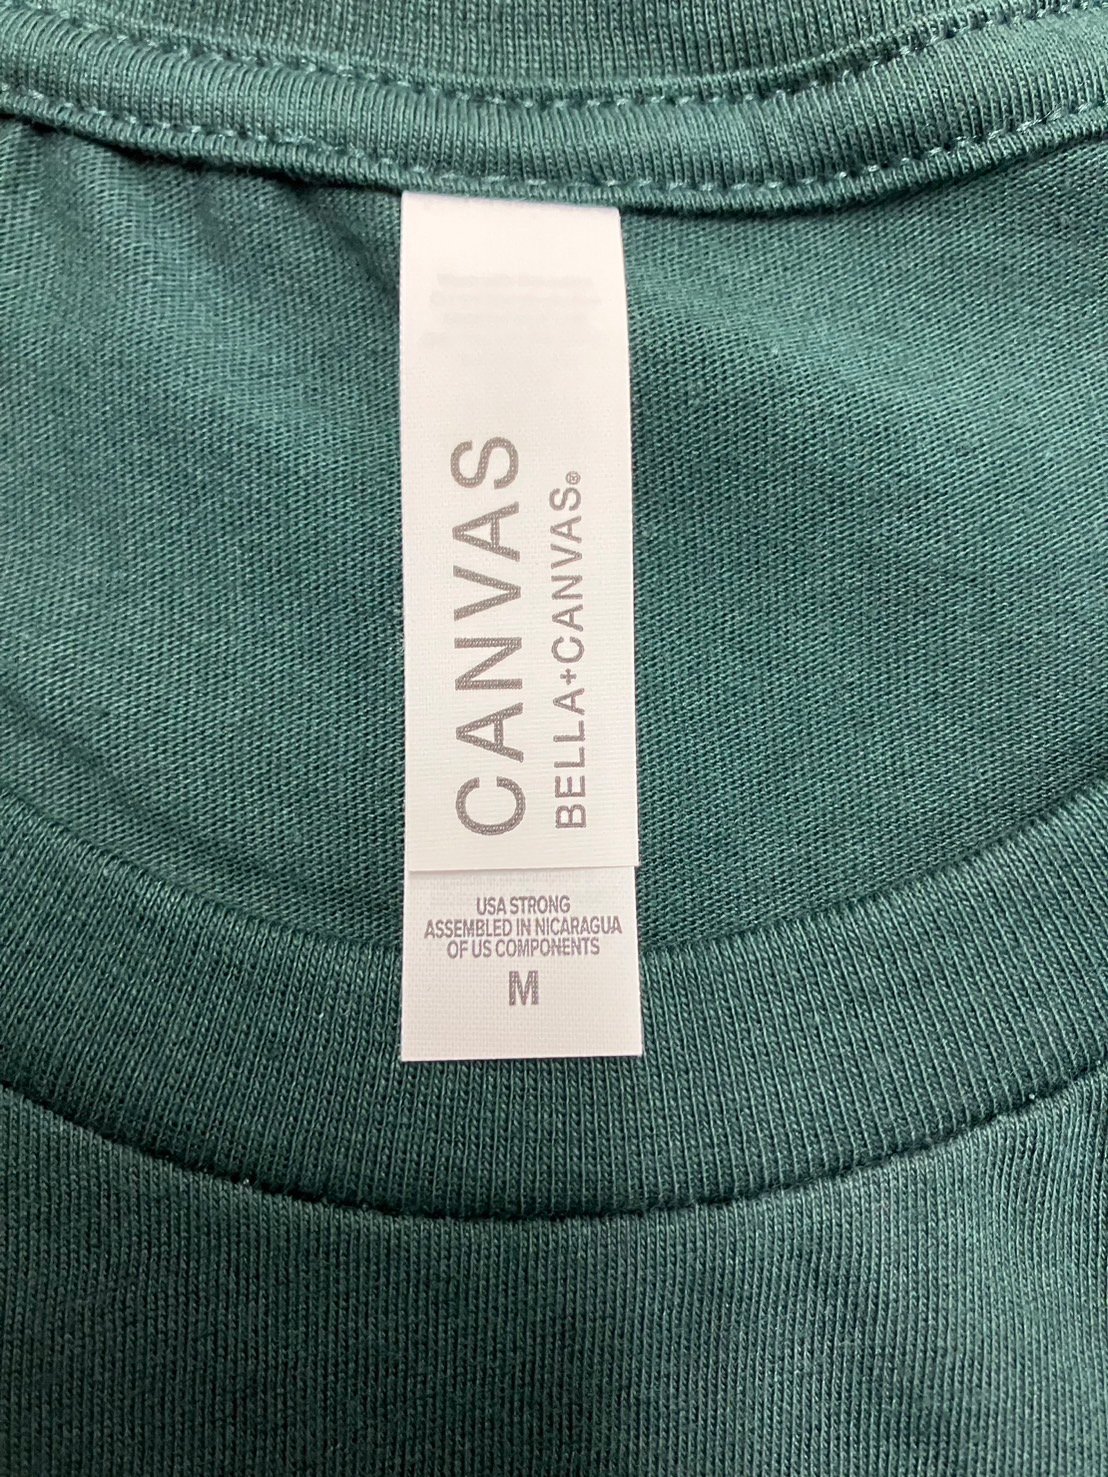 CANVAS
BELLA+CANVAS®
USA STRONG
ASSEMBLED IN NICARAGUA
OF US COMPONENTS
M